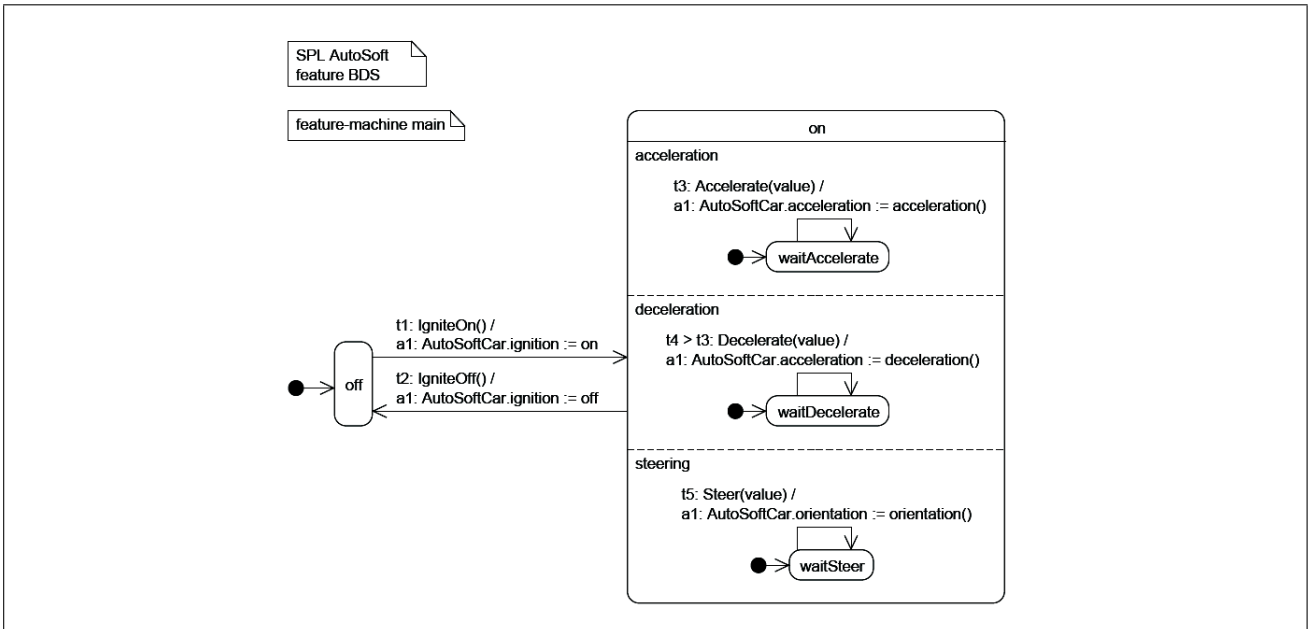 SPL AutoSoft
feature BDS
feature-machine main
on
acceleration
t3: Accelerate(value) /
a1: AutoSoftCar.acceleration := acceleration()
waitAccelerate
deceleration
t4 > t3: Decelerate(value) /
a1: AutoSoftCar.acceleration := deceleration()
waitDecelerate
steering
t5: Steer(value) /
a1: AutoSoftCar.orientation := orientation()
waitSteer
t1: IgniteOn() /
a1: AutoSoftCar.ignition := on
off
t2: IgniteOff() /
a1: AutoSoftCar.ignition := off